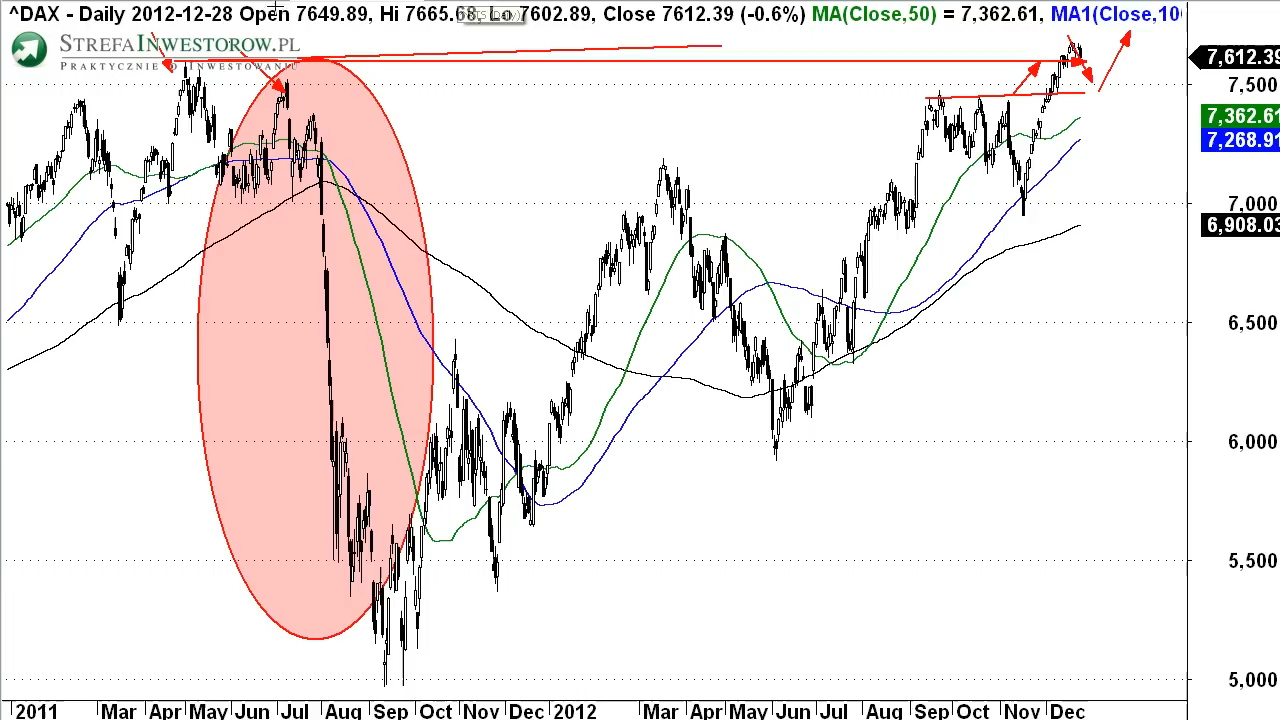 ^DAX - Daily 2012-12-28 Open 7649.89, Hi 7665.68, Lo 7602.89, Close 7612.39 (-0.6%) MA(Close,50) = 7,362.61, MA1(Close,10
STREFAINWESTOROW.PL
PRAKTYCZNIE O INWESTOWANIU
7,612.39
7,500
7,362.61
7,268.91
7,000
6,908.03
6,500
6,000
5,500
5,000
2011 Mar Apr May Jun Jul Aug Sep Oct Nov Dec 2012 Mar Apr May Jun Jul Aug Sep Oct Nov Dec